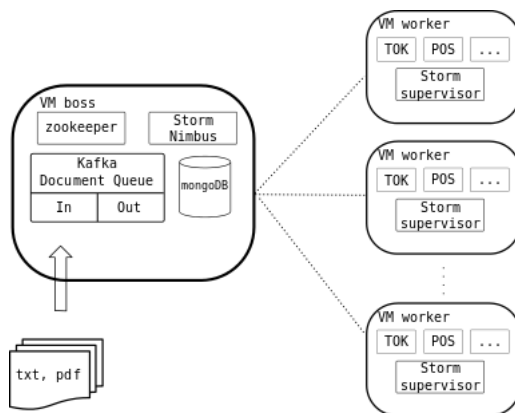 VM boss
zookeeper
Storm
Nimbus
Kafka
Document Queue
In
Out
mongoDB
txt, pdf
VM worker
TOK
POS
...
Storm
supervisor
VM worker
TOK
POS
...
Storm
supervisor
VM worker
TOK
POS
...
Storm
supervisor